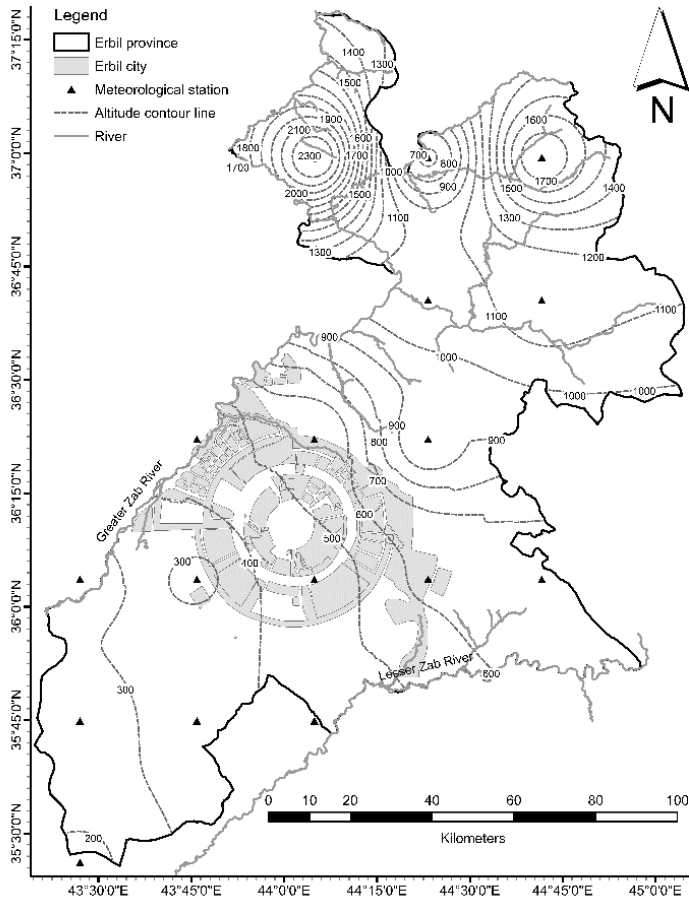 Legend
Erbil province
Erbil city
Meteorological station
Altitude contour line
River
N
37°15'0"N
37°0'0"N
36°45'0"N
36°30'0"N
36°15'0"N
36°0'0"N
35°45'0"N
35°30'0"N
1400
1300
1500
1900
1600
2100
1600
1800
2300
1700
700
800
1000
1700
1700
900
1500
1400
2000
1500
1100
1300
1300
1200
1100
1100
900
1000
1000
1000
900
900
800
700
600
500
400
300
300
600
200
Greater Zab River
Lesser Zab River
0 10 20 40 60 80 100
Kilometers
43°30'0"E 43°45'0"E 44°0'0"E 44°15'0"E 44°30'0"E 44°45'0"E 45°0'0"E